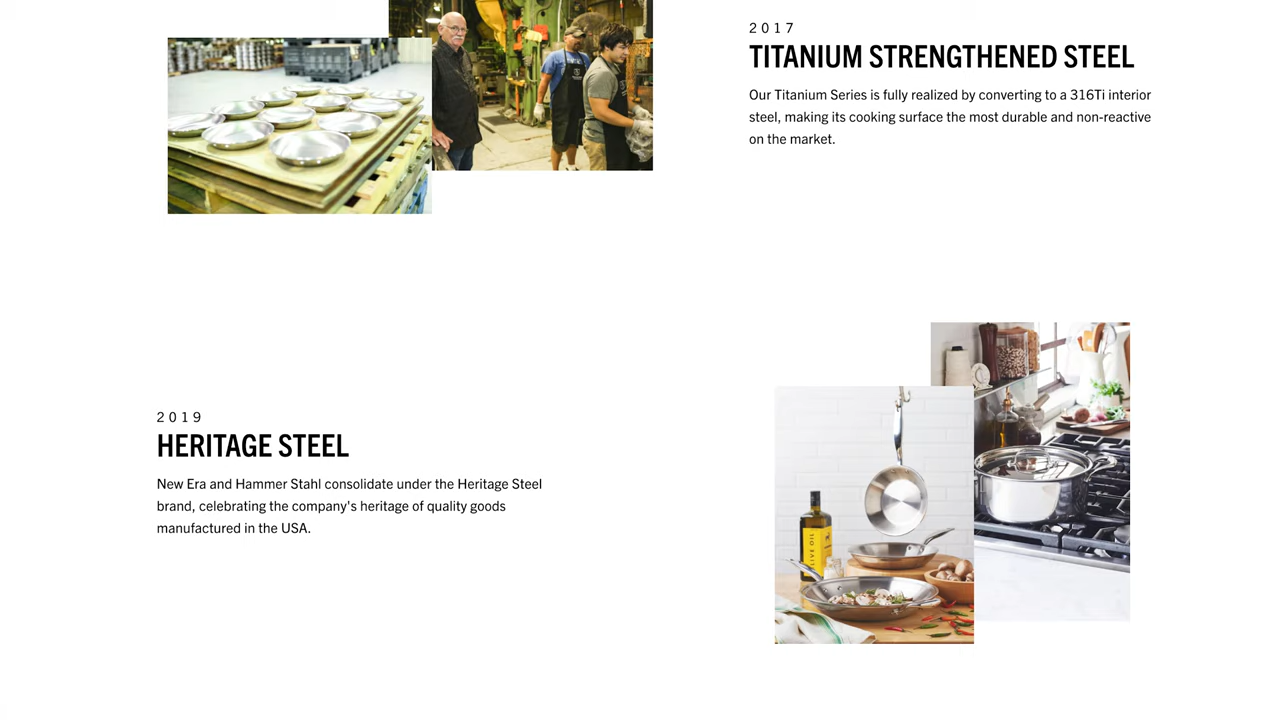 2017
TITANIUM STRENGTHENED STEEL
Our Titanium Series is fully realized by converting to a 316Ti interior
steel, making its cooking surface the most durable and non-reactive
on the market.
2019
HERITAGE STEEL
New Era and Hammer Stahl consolidate under the Heritage Steel
brand, celebrating the company's heritage of quality goods
manufactured in the USA.
OLIVE OIL